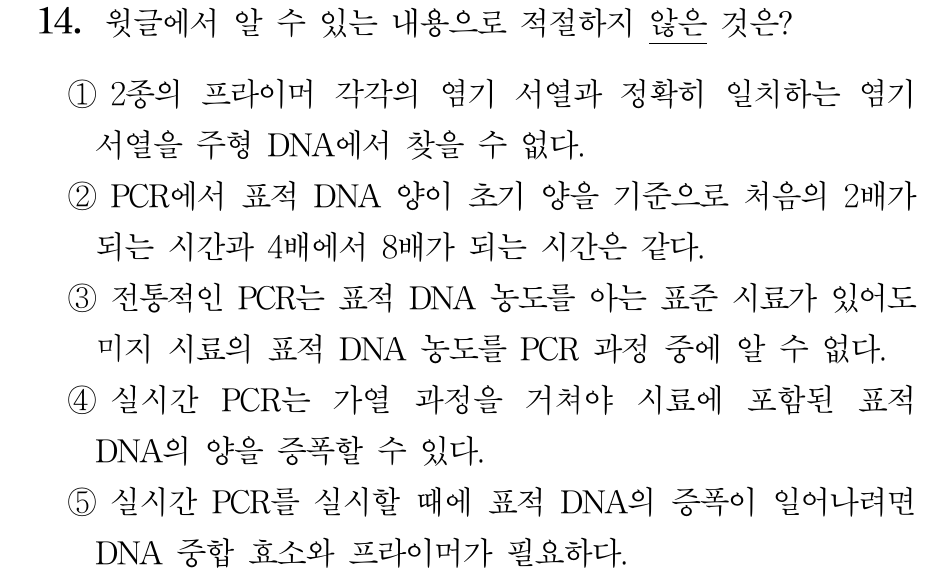 14. 윗글에서 알 수 있는 내용으로 적절하지 않은 것은?
① 2종의 프라이머 각각의 염기 서열과 정확히 일치하는 염기
서열을 주형 DNA에서 찾을 수 없다.
② PCR에서 표적 DNA 양이 초기 양을 기준으로 처음의 2배가
되는 시간과 4배에서 8배가 되는 시간은 같다.
③ 전통적인 PCR는 표적 DNA 농도를 아는 표준 시료가 있어도
미지 시료의 표적 DNA 농도를 PCR 과정 중에 알 수 없다.
④ 실시간 PCR는 가열 과정을 거쳐야 시료에 포함된 표적
DNA의 양을 증폭할 수 있다.
⑤ 실시간 PCR를 실시할 때에 표적 DNA의 증폭이 일어나려면
DNA 중합 효소와 프라이머가 필요하다.